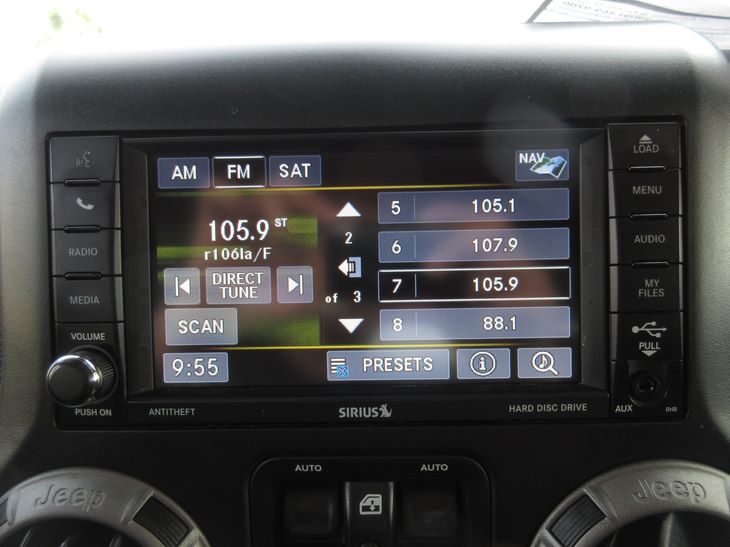 LOAD
MENU
AUDIO
MY
FILES
PULL
AUX
RHB
RADIO
MEDIA
VOLUME
PUSH ON
ANTITHEFT
SIRIUS
HARD DISC DRIVE
AM FM SAT
NAV
105.9 ST
r106la/F
DIRECT
TUNE
SCAN
9:55
2
of 3
5 105.1
6 107.9
7 105.9
8 88.1
PRESETS
i
AUTO AUTO
Jeep Jeep